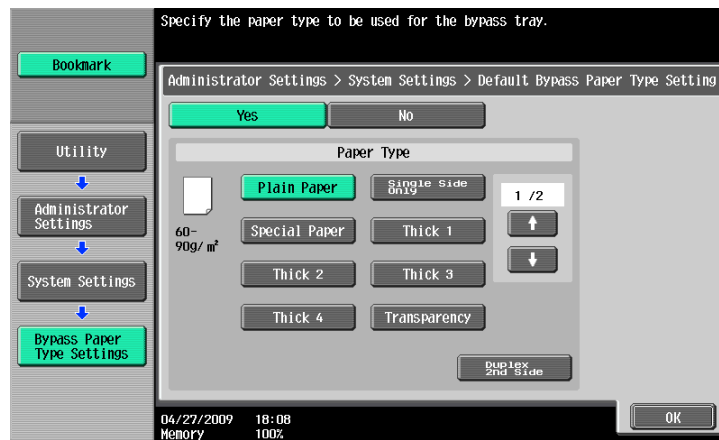 Specify the paper type to be used for the bypass tray.
Bookmark
Administrator Settings > System Settings > Default Bypass Paper Type Setting
Yes
No
Utility
Administrator
Settings
System Settings
Bypass Paper
Type Settings
Paper Type
60-
90g/㎡
Plain Paper
Single Side
Only
Special Paper
Thick 1
Thick 2
Thick 3
Thick 4
Transparency
1 /2
Duplex
2nd Side
04/27/2009 18:08
Memory 100%
OK